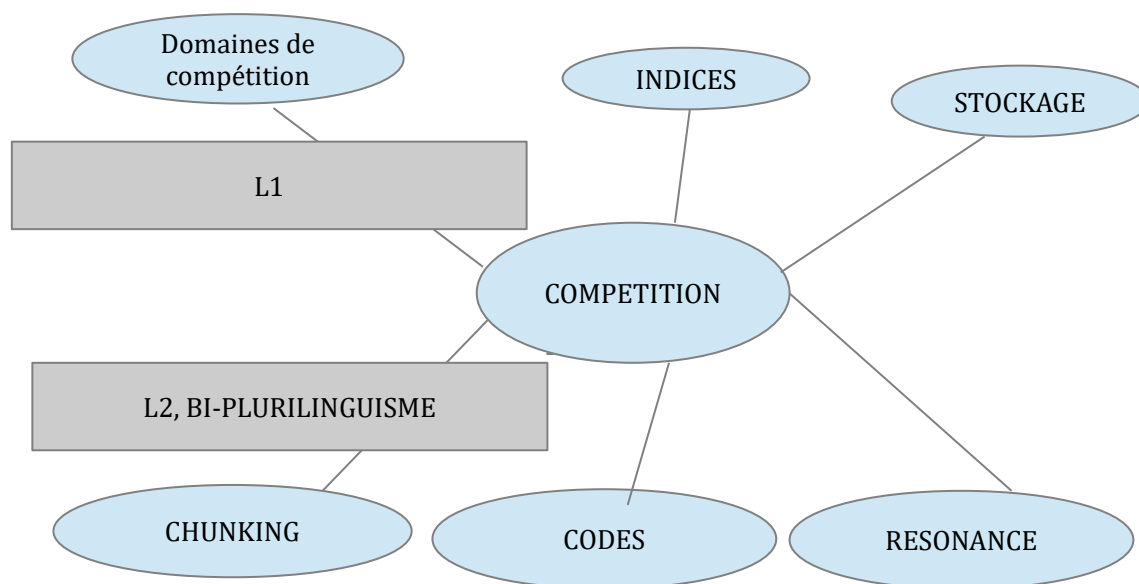 Domaines de
compétition
INDICES
STOCKAGE
L1
COMPETITION
L2, BI-PLURILINGUISME
CHUNKING
CODES
RESONANCE